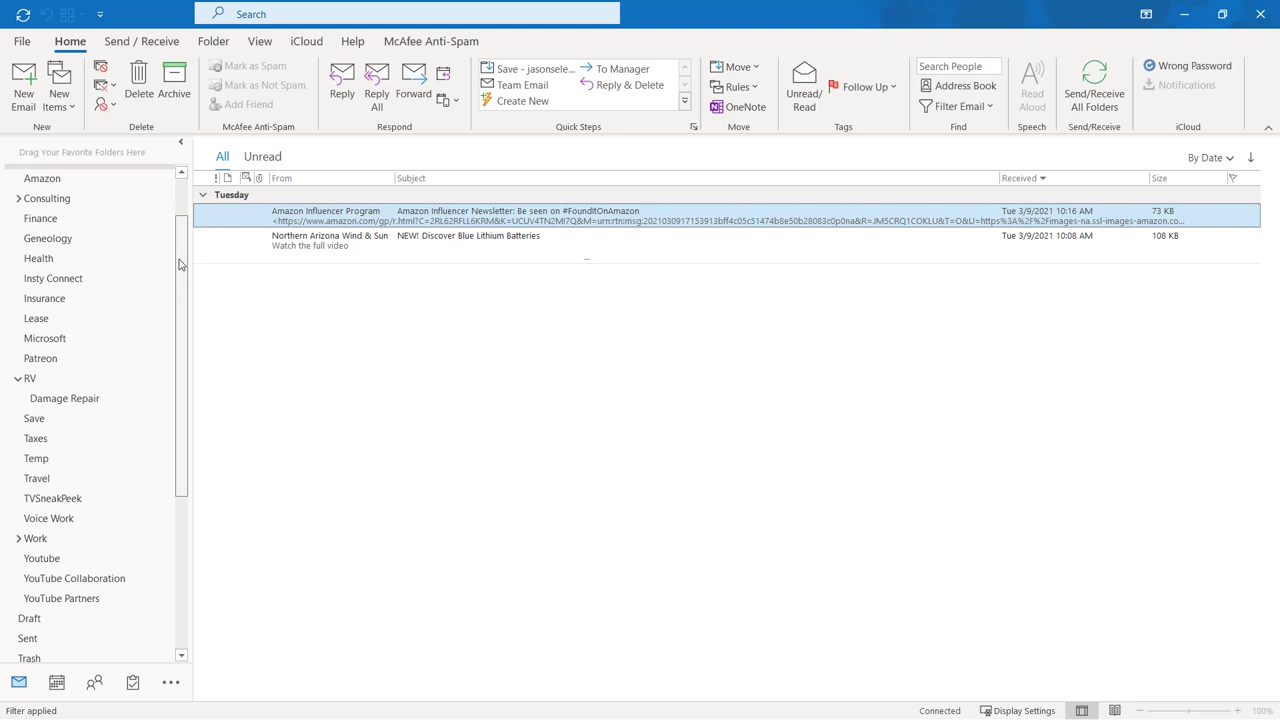 Search
File Home Send / Receive Folder View iCloud Help McAfee Anti-Spam
New Email
New Items
Delete
Archive
Mark as Spam
Mark as Not Spam
Add Friend
Reply
Reply All
Forward
Save - jasonsele...
Team Email
Create New
To Manager
Reply & Delete
Move
Rules
OneNote
Unread/ Read
Follow Up
Search People
Address Book
Filter Email
Read Aloud
Send/Receive All Folders
Wrong Password
Notifications
New Delete McAfee Anti-Spam Respond Quick Steps Move Tags Find Speech Send/Receive iCloud
Drag Your Favorite Folders Here
Amazon
Consulting
Finance
Geneology
Health
Insty Connect
Insurance
Lease
Microsoft
Patreon
RV
Damage Repair
Save
Taxes
Temp
Travel
TVSneakPeek
Voice Work
Work
Youtube
YouTube Collaboration
YouTube Partners
Draft
Sent
Trash
All Unread By Date
From Subject Received Size
Tuesday
Amazon Influencer Program Amazon Influencer Newsletter: Be seen on #FounditOnAmazon Tue 3/9/2021 10:16 AM 73 KB
Northern Arizona Wind & Sun NEW! Discover Blue Lithium Batteries Tue 3/9/2021 10:08 AM 108 KB
Watch the full video
...
Filter applied Connected Display Settings 100%